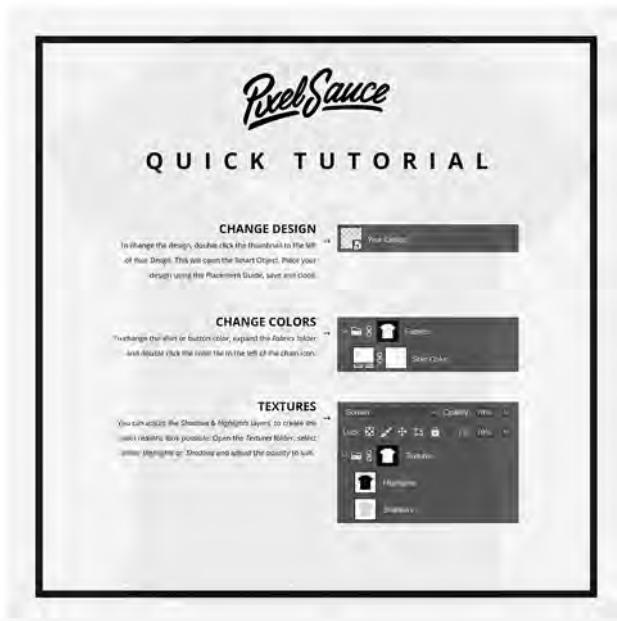 PixelSauce
QUICK TUTORIAL
CHANGE DESIGN
To change the design, double click the thumbnail to the left
of Your Design. This will open the Smart Object. Place your
design using the Placement Guide, save and close.
→ Your Design
CHANGE COLORS
To change the shirt or button color, expand the Fabrics folder
and double click the color tile to the left of the chain icon.
→ Fabrics
Shirt Color
TEXTURES
You can adjust the Shadows & Highlights layers, to create the
most realistic look possible. Open the Textures folder, select
either Highlights or Shadows and adjust the opacity to suit.
→ Screen Opacity: 70%
Lock: 70%
Textures
Highlights
Shadows